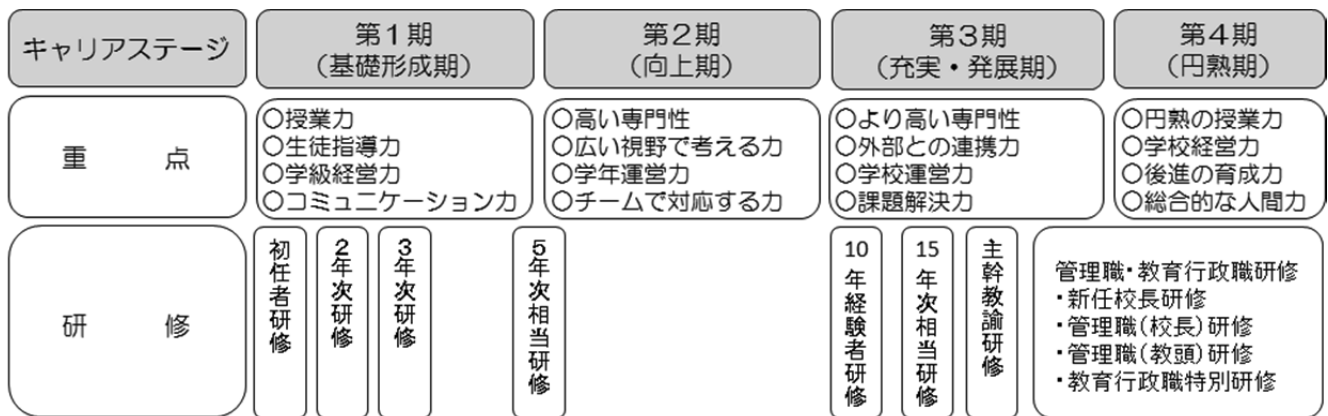 キャリアステージ
第1期
(基礎形成期)
第2期
(向上期)
第3期
(充実・発展期)
第4期
(円熟期)
重 点
○授業力
○生徒指導力
○学級経営力
○コミュニケーション力
○高い専門性
○広い視野で考える力
○学年運営力
○チームで対応する力
○より高い専門性
○外部との連携力
○学校運営力
○課題解決力
○円熟の授業力
○学校経営力
○後進の育成力
○総合的な人間力
研 修
初任者研修
2年次研修
3年次研修
5年次相当研修
10年経験者研修
15年次相当研修
主幹教諭研修
管理職・教育行政職研修
・新任校長研修
・管理職(校長)研修
・管理職(教頭)研修
・教育行政職特別研修